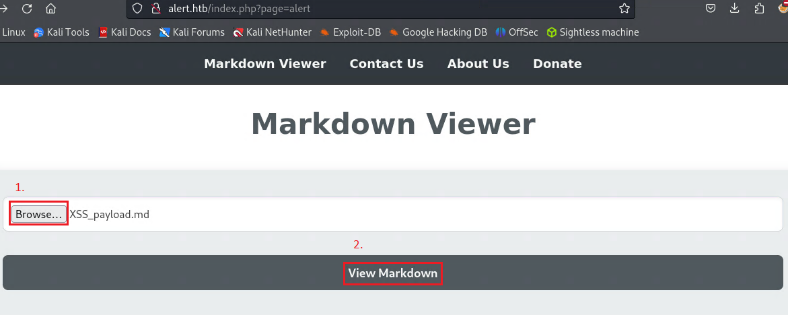 alert.htb/index.php?page=alert
Linux Kali Tools Kali Docs Kali Forums Kali NetHunter Exploit-DB Google Hacking DB OffSec Sightless machine
Markdown Viewer Contact Us About Us Donate
Markdown Viewer
1.
Browse... XSS_payload.md
2.
View Markdown